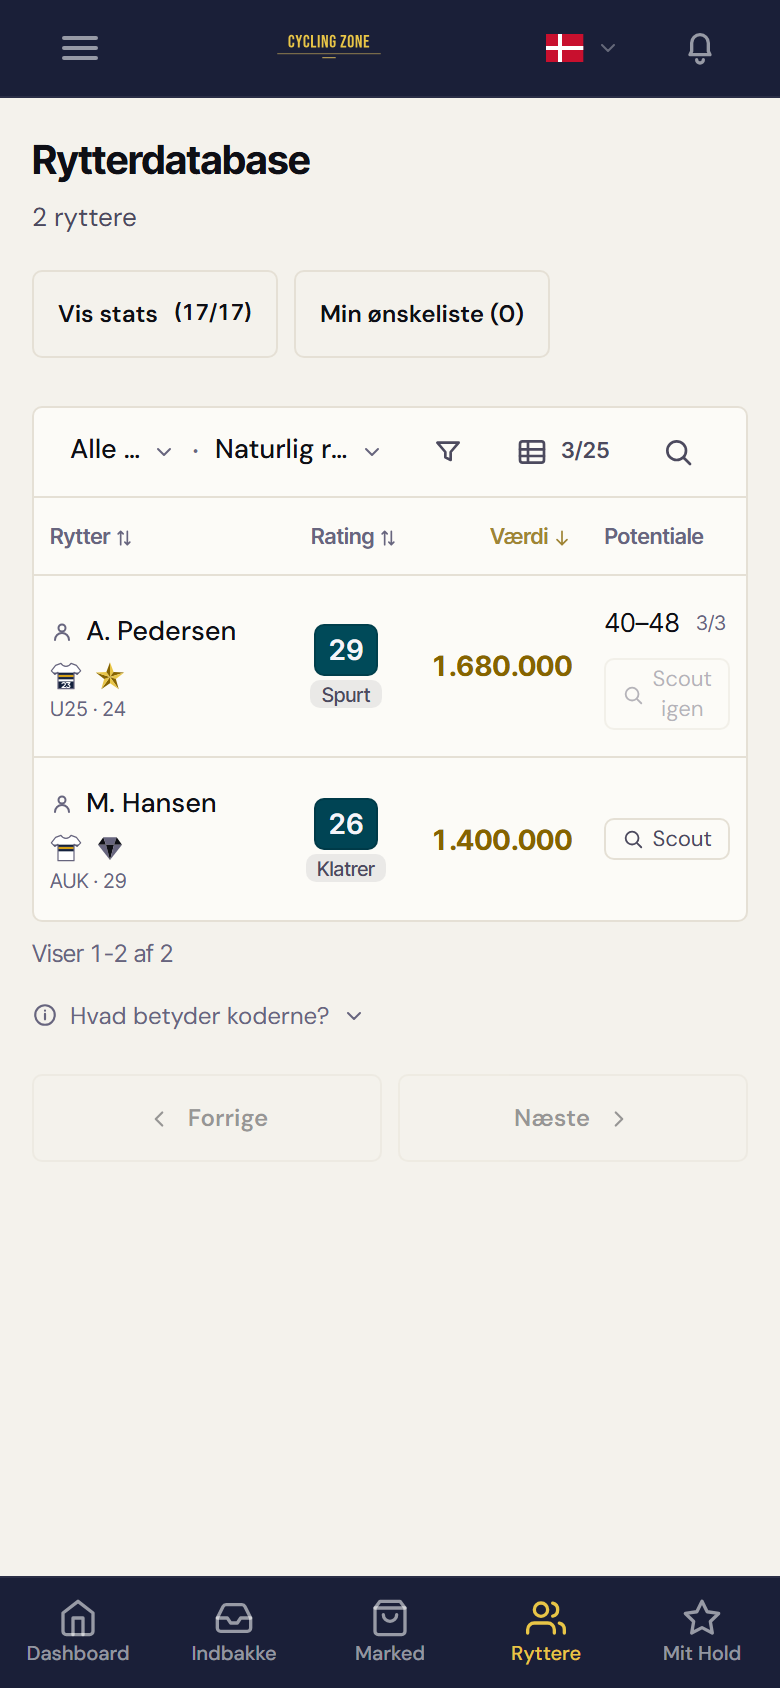 CYCLING ZONE
Rytterdatabase
2 ryttere
Vis stats (17/17)
Min ønskeliste (0)
Alle ... · Naturlig r...
3/25
Rytter
Rating
Værdi
Potentiale
A. Pedersen
23
U25 · 24
29
Spurt
1.680.000
40–48 3/3
Scout
igen
M. Hansen
AUK · 29
26
Klatrer
1.400.000
Scout
Viser 1-2 af 2
Hvad betyder koderne?
Forrige
Næste
Dashboard
Indbakke
Marked
Ryttere
Mit Hold